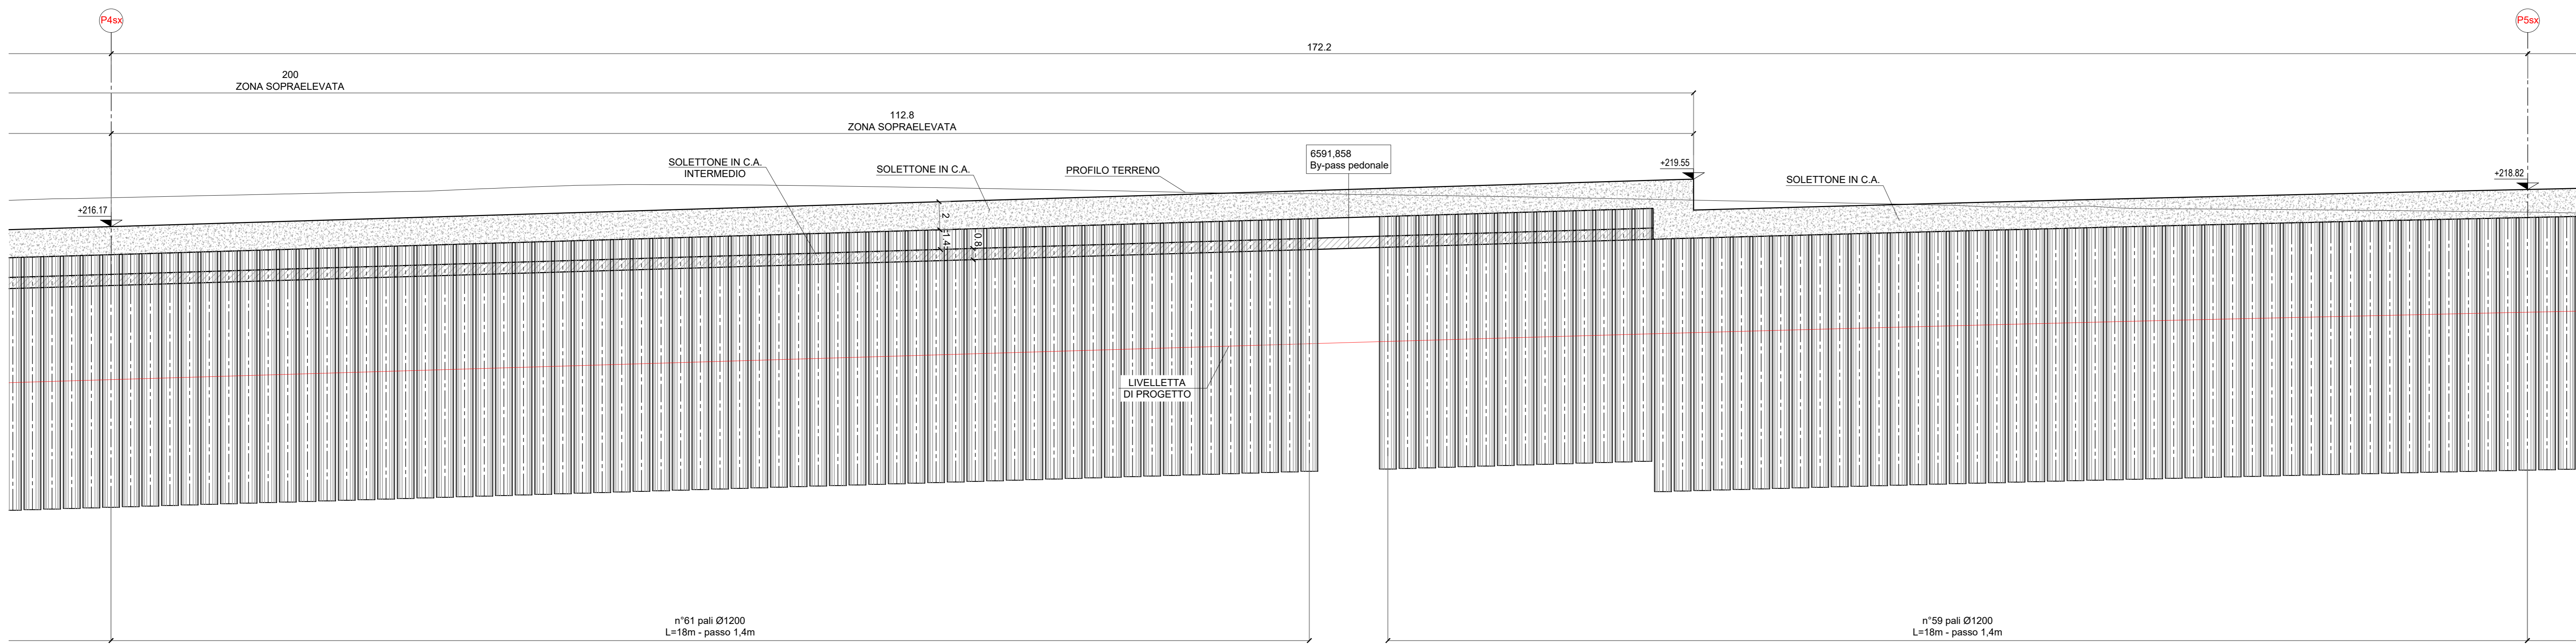 P4sx
P5sx
172.2
200
ZONA SOPRAELEVATA
112.8
ZONA SOPRAELEVATA
SOLETTONE IN C.A.
INTERMEDIO
SOLETTONE IN C.A.
PROFILO TERRENO
6591,858
By-pass pedonale
+219.55
SOLETTONE IN C.A.
+218.82
+216.17
2
1.4
0.8
LIVELLETTA
DI PROGETTO
n°61 pali Ø1200
L=18m - passo 1,4m
n°59 pali Ø1200
L=18m - passo 1,4m